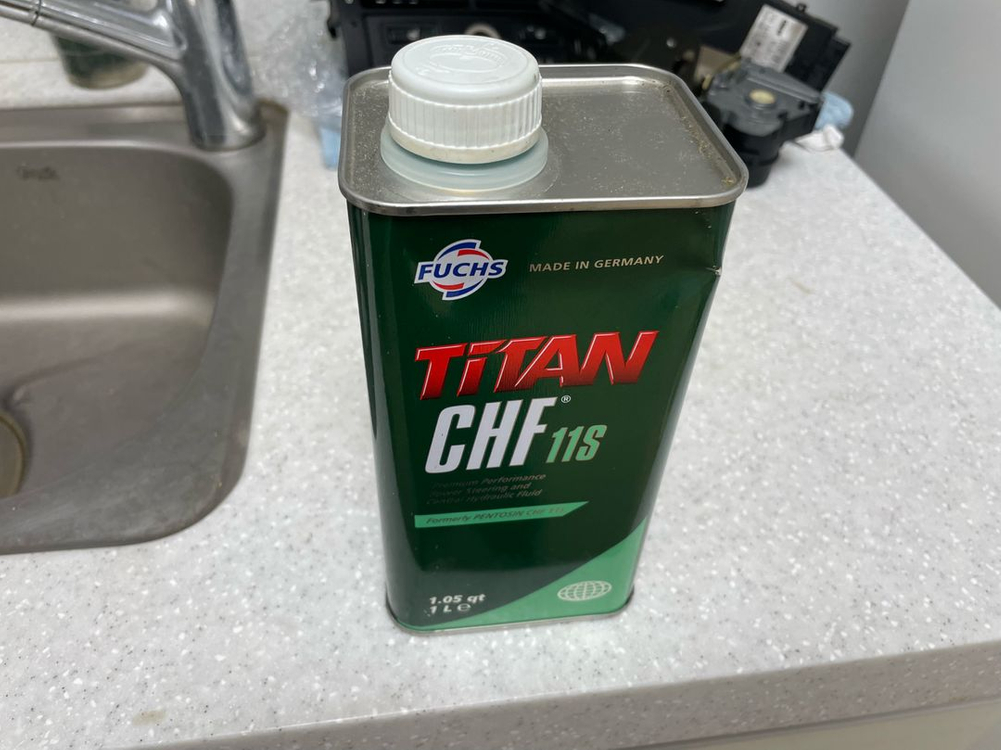 FUCHS
MADE IN GERMANY
TITAN
CHF® 11S
Premium Performance
Power Steering and
Central Hydraulic Fluid
Formerly PENTOSIN CHF 11S
1.05 qt
1 L ℮